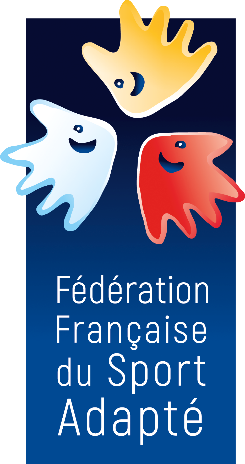 Fédération
Française
du Sport
Adapté